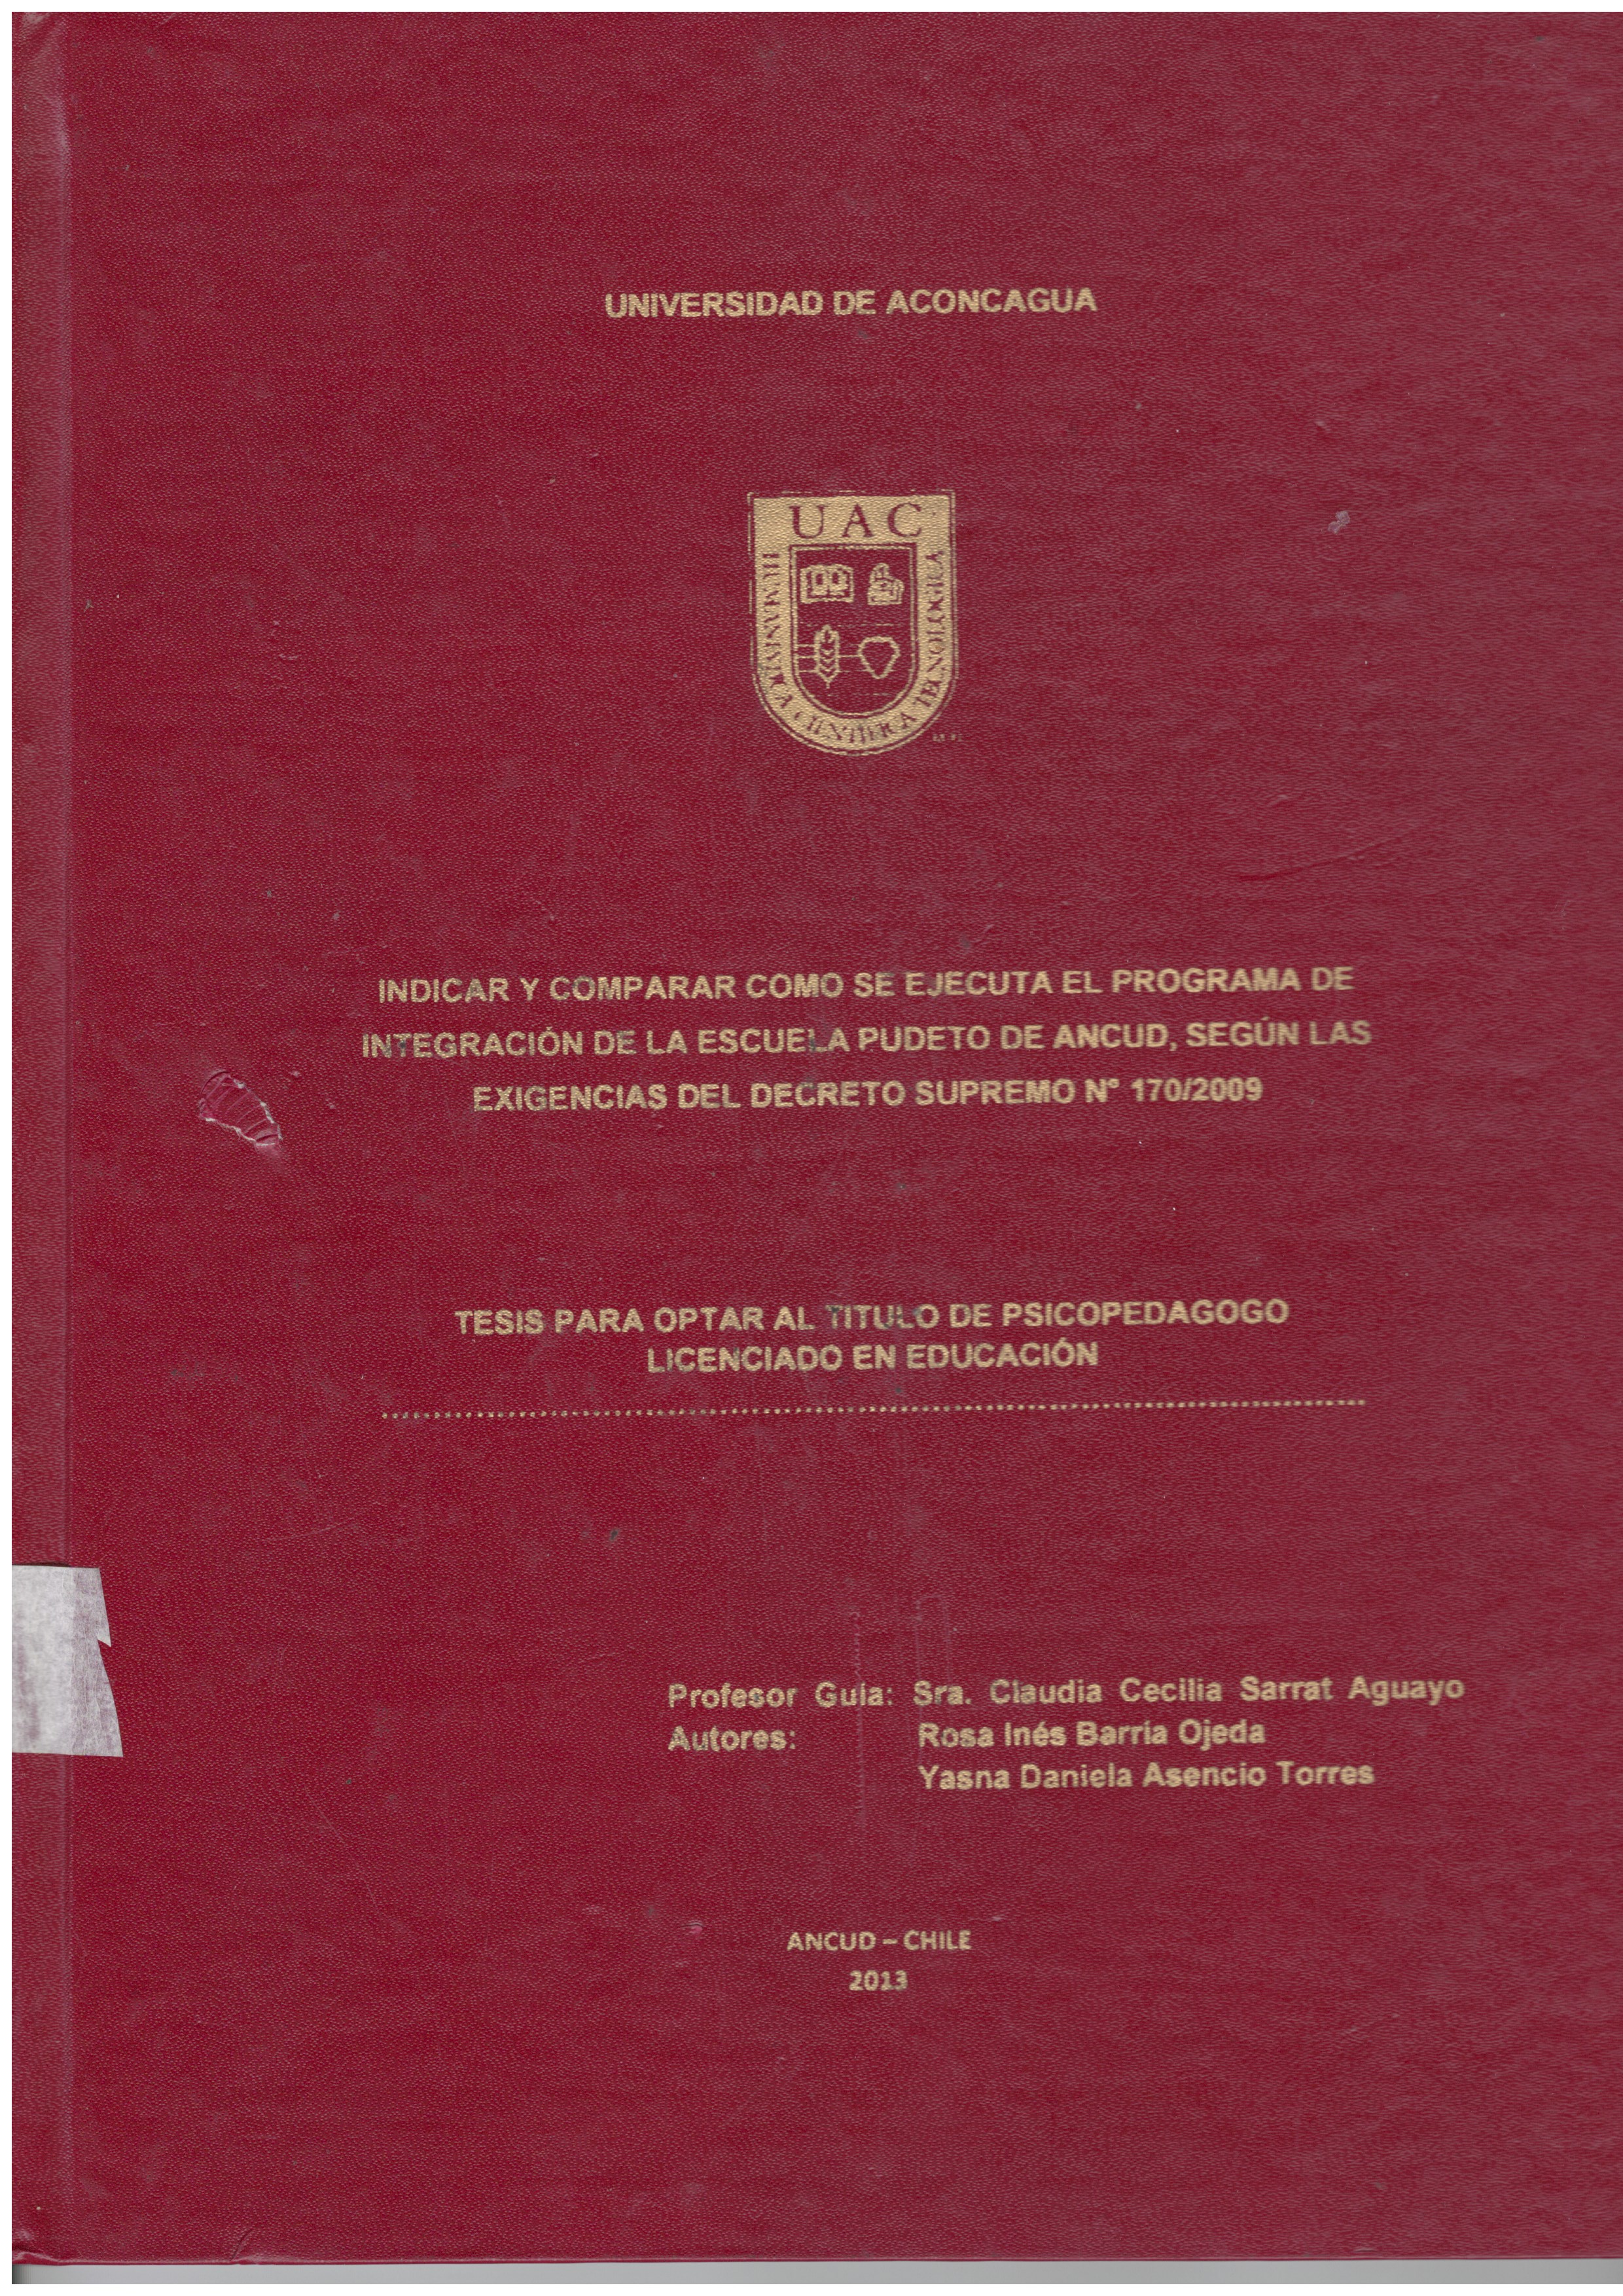 UNIVERSIDAD DE ACONCAGUA
UAC
HUMANISTICA CIENTIFICA TECNOLOGICA
INDICAR Y COMPARAR COMO SE EJECUTA EL PROGRAMA DE
INTEGRACIÓN DE LA ESCUELA PUDETO DE ANCUD, SEGÚN LAS
EXIGENCIAS DEL DECRETO SUPREMO N° 170/2009
TESIS PARA OPTAR AL TITULO DE PSICOPEDAGOGO
LICENCIADO EN EDUCACIÓN
Profesor Guía: Sra. Claudia Cecilia Sarrat Aguayo
Autores: Rosa Inés Barria Ojeda
Yasna Daniela Asencio Torres
ANCUD – CHILE
2013